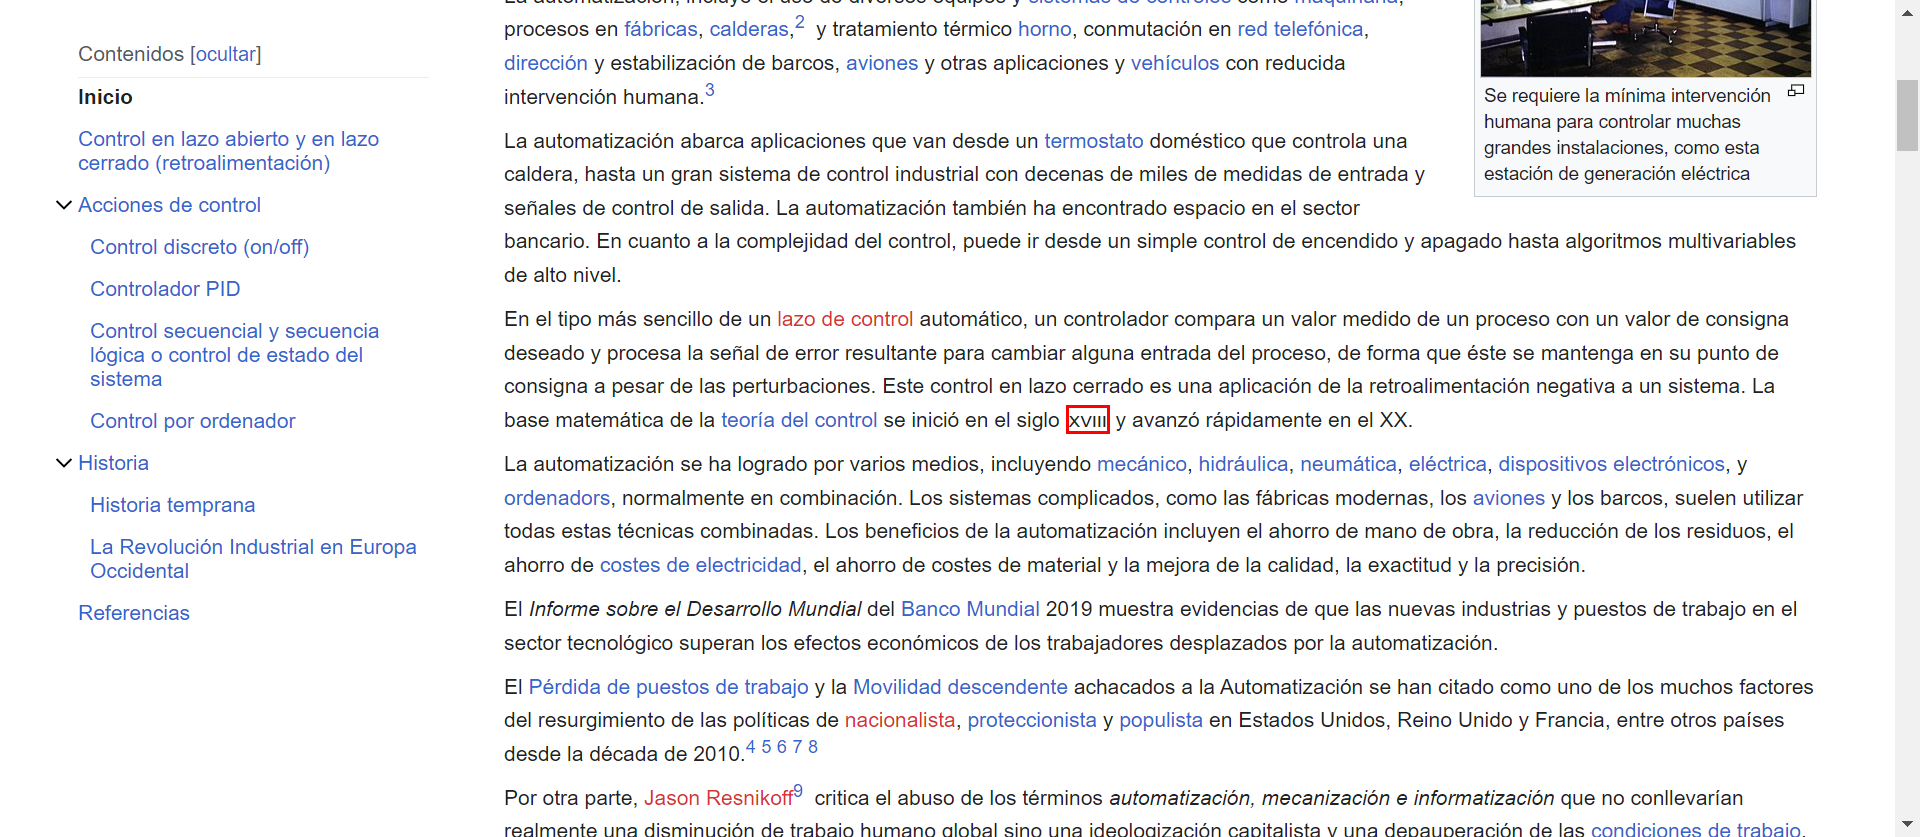 Contenidos [ocultar]
Inicio
Control en lazo abierto y en lazo
cerrado (retroalimentación)
Acciones de control
Control discreto (on/off)
Controlador PID
Control secuencial y secuencia
lógica o control de estado del
sistema
Control por ordenador
Historia
Historia temprana
La Revolución Industrial en Europa
Occidental
Referencias
La automatización, incluye el uso de diversos equipos y sistemas de controles como maquinaria,
procesos en fábricas, calderas,2 y tratamiento térmico horno, conmutación en red telefónica,
dirección y estabilización de barcos, aviones y otras aplicaciones y vehículos con reducida
intervención humana.3
La automatización abarca aplicaciones que van desde un termostato doméstico que controla una
caldera, hasta un gran sistema de control industrial con decenas de miles de medidas de entrada y
señales de control de salida. La automatización también ha encontrado espacio en el sector
bancario. En cuanto a la complejidad del control, puede ir desde un simple control de encendido y apagado hasta algoritmos multivariables
de alto nivel.
En el tipo más sencillo de un lazo de control automático, un controlador compara un valor medido de un proceso con un valor de consigna
deseado y procesa la señal de error resultante para cambiar alguna entrada del proceso, de forma que éste se mantenga en su punto de
consigna a pesar de las perturbaciones. Este control en lazo cerrado es una aplicación de la retroalimentación negativa a un sistema. La
base matemática de la teoría del control se inició en el siglo XVIII y avanzó rápidamente en el XX.
La automatización se ha logrado por varios medios, incluyendo mecánico, hidráulica, neumática, eléctrica, dispositivos electrónicos, y
ordenadors, normalmente en combinación. Los sistemas complicados, como las fábricas modernas, los aviones y los barcos, suelen utilizar
todas estas técnicas combinadas. Los beneficios de la automatización incluyen el ahorro de mano de obra, la reducción de los residuos, el
ahorro de costes de electricidad, el ahorro de costes de material y la mejora de la calidad, la exactitud y la precisión.
El Informe sobre el Desarrollo Mundial del Banco Mundial 2019 muestra evidencias de que las nuevas industrias y puestos de trabajo en el
sector tecnológico superan los efectos económicos de los trabajadores desplazados por la automatización.
El Pérdida de puestos de trabajo y la Movilidad descendente achacados a la Automatización se han citado como uno de los muchos factores
del resurgimiento de las políticas de nacionalista, proteccionista y populista en Estados Unidos, Reino Unido y Francia, entre otros países
desde la década de 2010.4 5 6 7 8
Por otra parte, Jason Resnikoff9 critica el abuso de los términos automatización, mecanización e informatización que no conllevarían
realmente una disminución de trabajo humano global sino una ideologización capitalista y una depauperación de las condiciones de trabajo.
Se requiere la mínima intervención
humana para controlar muchas
grandes instalaciones, como esta
estación de generación eléctrica